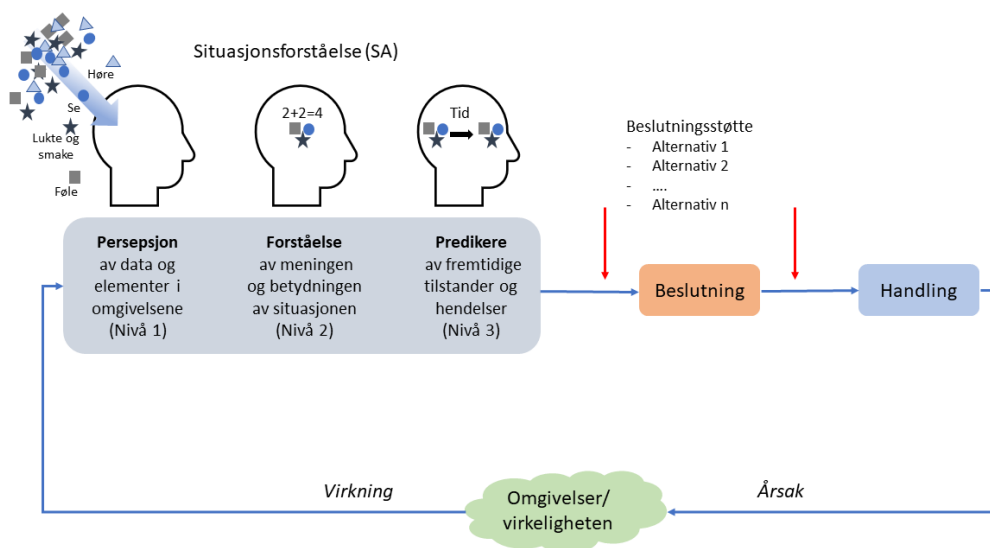 Situasjonsforståelse (SA)
Høre
Se
Lukte og
smake
Føle
2+2=4
Tid
Beslutningsstøtte
- Alternativ 1
- Alternativ 2
- ....
- Alternativ n
Persepsjon
av data og
elementer i
omgivelsene
(Nivå 1)
Forståelse
av meningen
og betydningen
av situasjonen
(Nivå 2)
Predikere
av fremtidige
tilstander og
hendelser
(Nivå 3)
Beslutning
Handling
Virkning
Omgivelser/
virkeligheten
Årsak